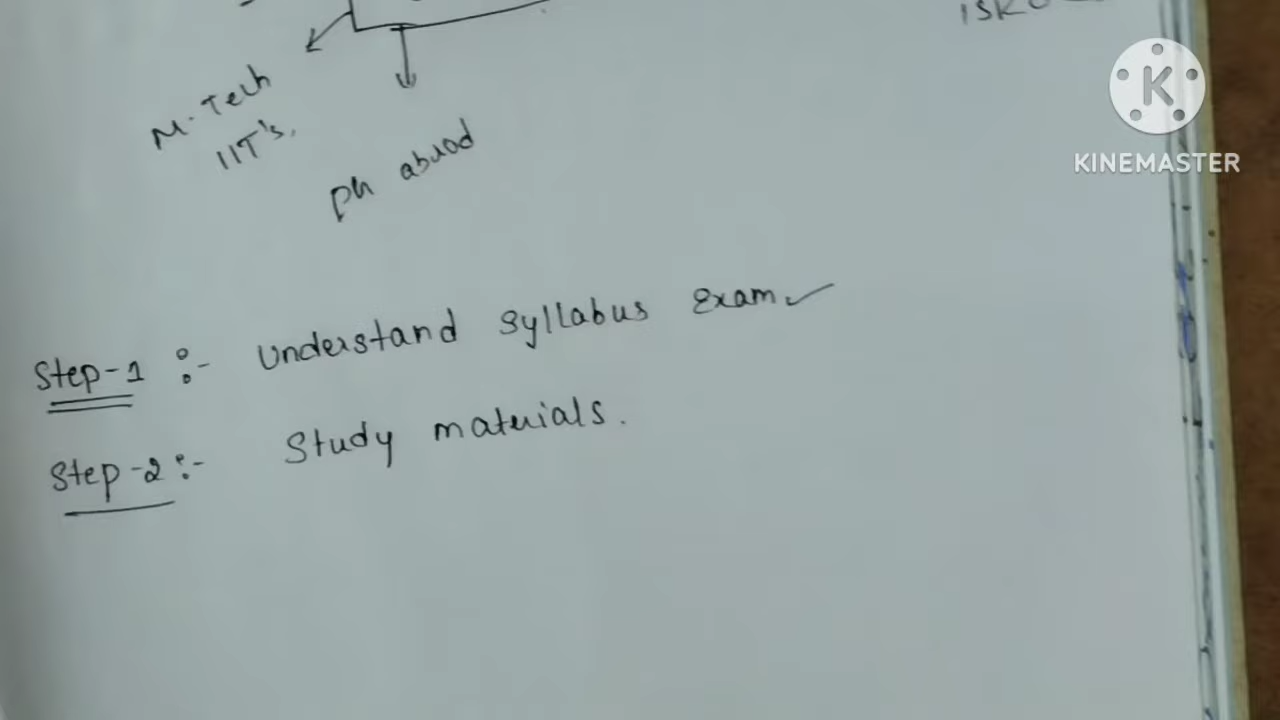 M. Tech
IIT's,
ph abroad
KINEMASTER
Step-1 :- Understand Syllabus Exam ✓
Step-2 :- Study materials.